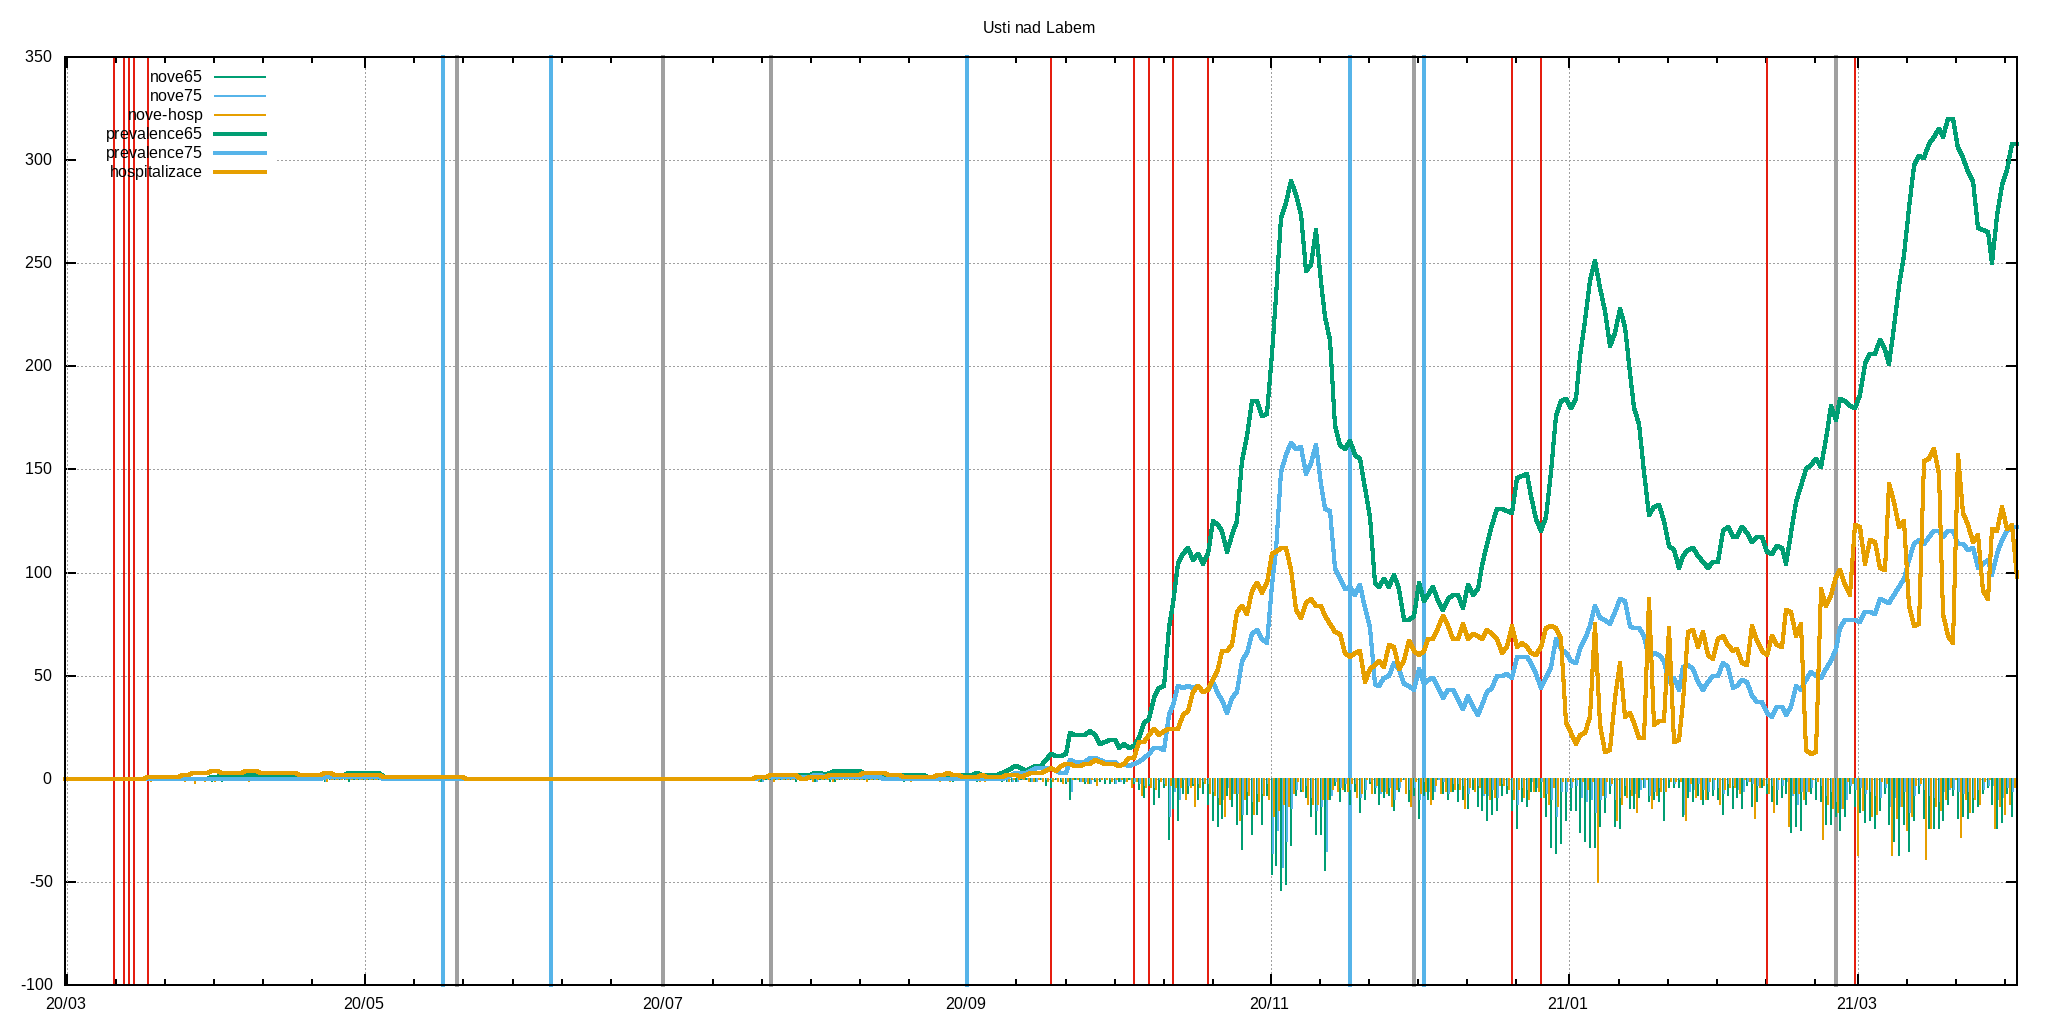 Usti nad Labem
350
300
250
200
150
100
50
0
-50
-100
nove65
nove75
nove-hosp
prevalence65
prevalence75
hospitalizace
20/03 20/05 20/07 20/09 20/11 21/01 21/03